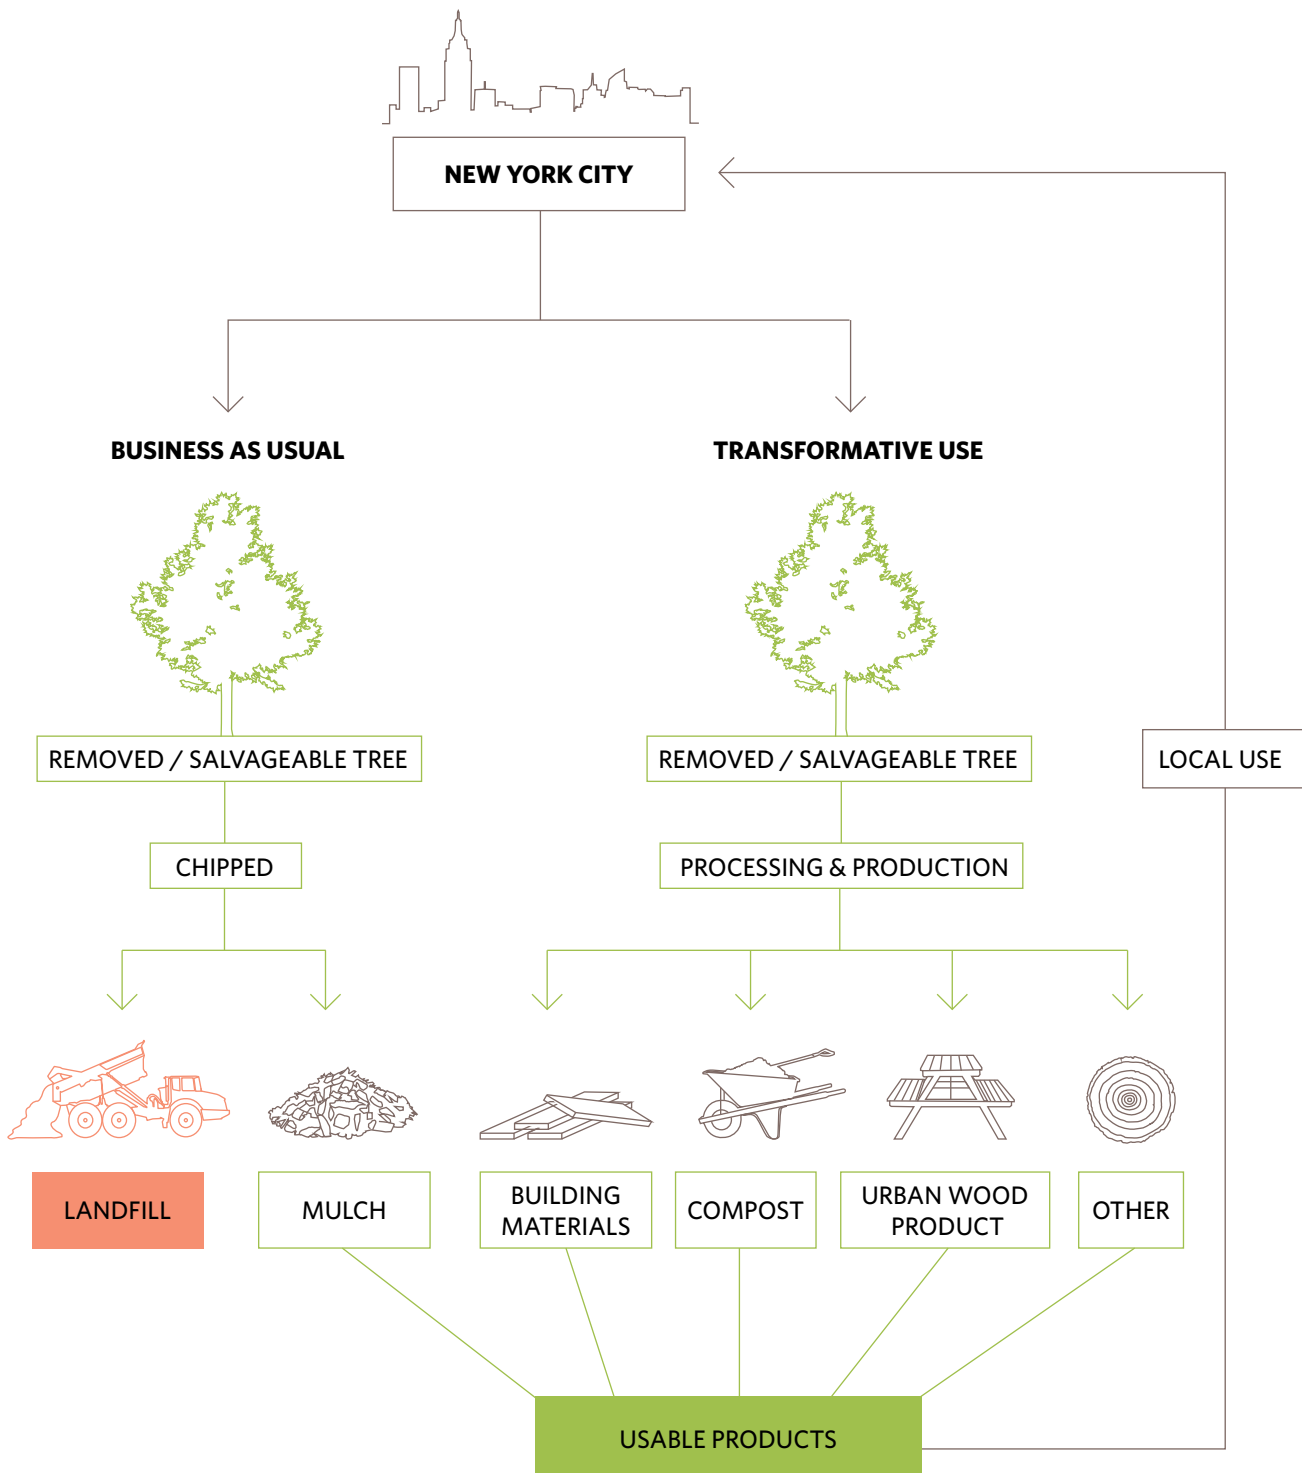 NEW YORK CITY
BUSINESS AS USUAL
TRANSFORMATIVE USE
REMOVED / SALVAGEABLE TREE
REMOVED / SALVAGEABLE TREE
LOCAL USE
CHIPPED
PROCESSING & PRODUCTION
LANDFILL
MULCH
BUILDING
MATERIALS
COMPOST
URBAN WOOD
PRODUCT
OTHER
USABLE PRODUCTS